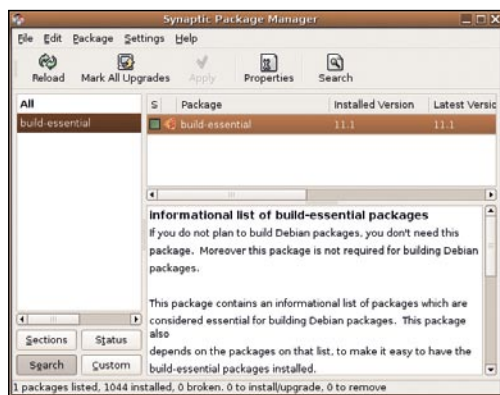 Synaptic Package Manager
File Edit Package Settings Help
Reload Mark All Upgrades Apply Properties Search
All
build-essential
S Package Installed Version Latest Versio
build-essential 11.1 11.1
informational list of build-essential packages
If you do not plan to build Debian packages, you don't need this
package. Moreover this package is not required for building Debian
packages.
This package contains an informational list of packages which are
considered essential for building Debian packages. This package
also
depends on the packages on that list, to make it easy to have the
build-essential packages installed.
Sections Status
Search Custom
1 packages listed, 1044 installed, 0 broken. 0 to install/upgrade, 0 to remove